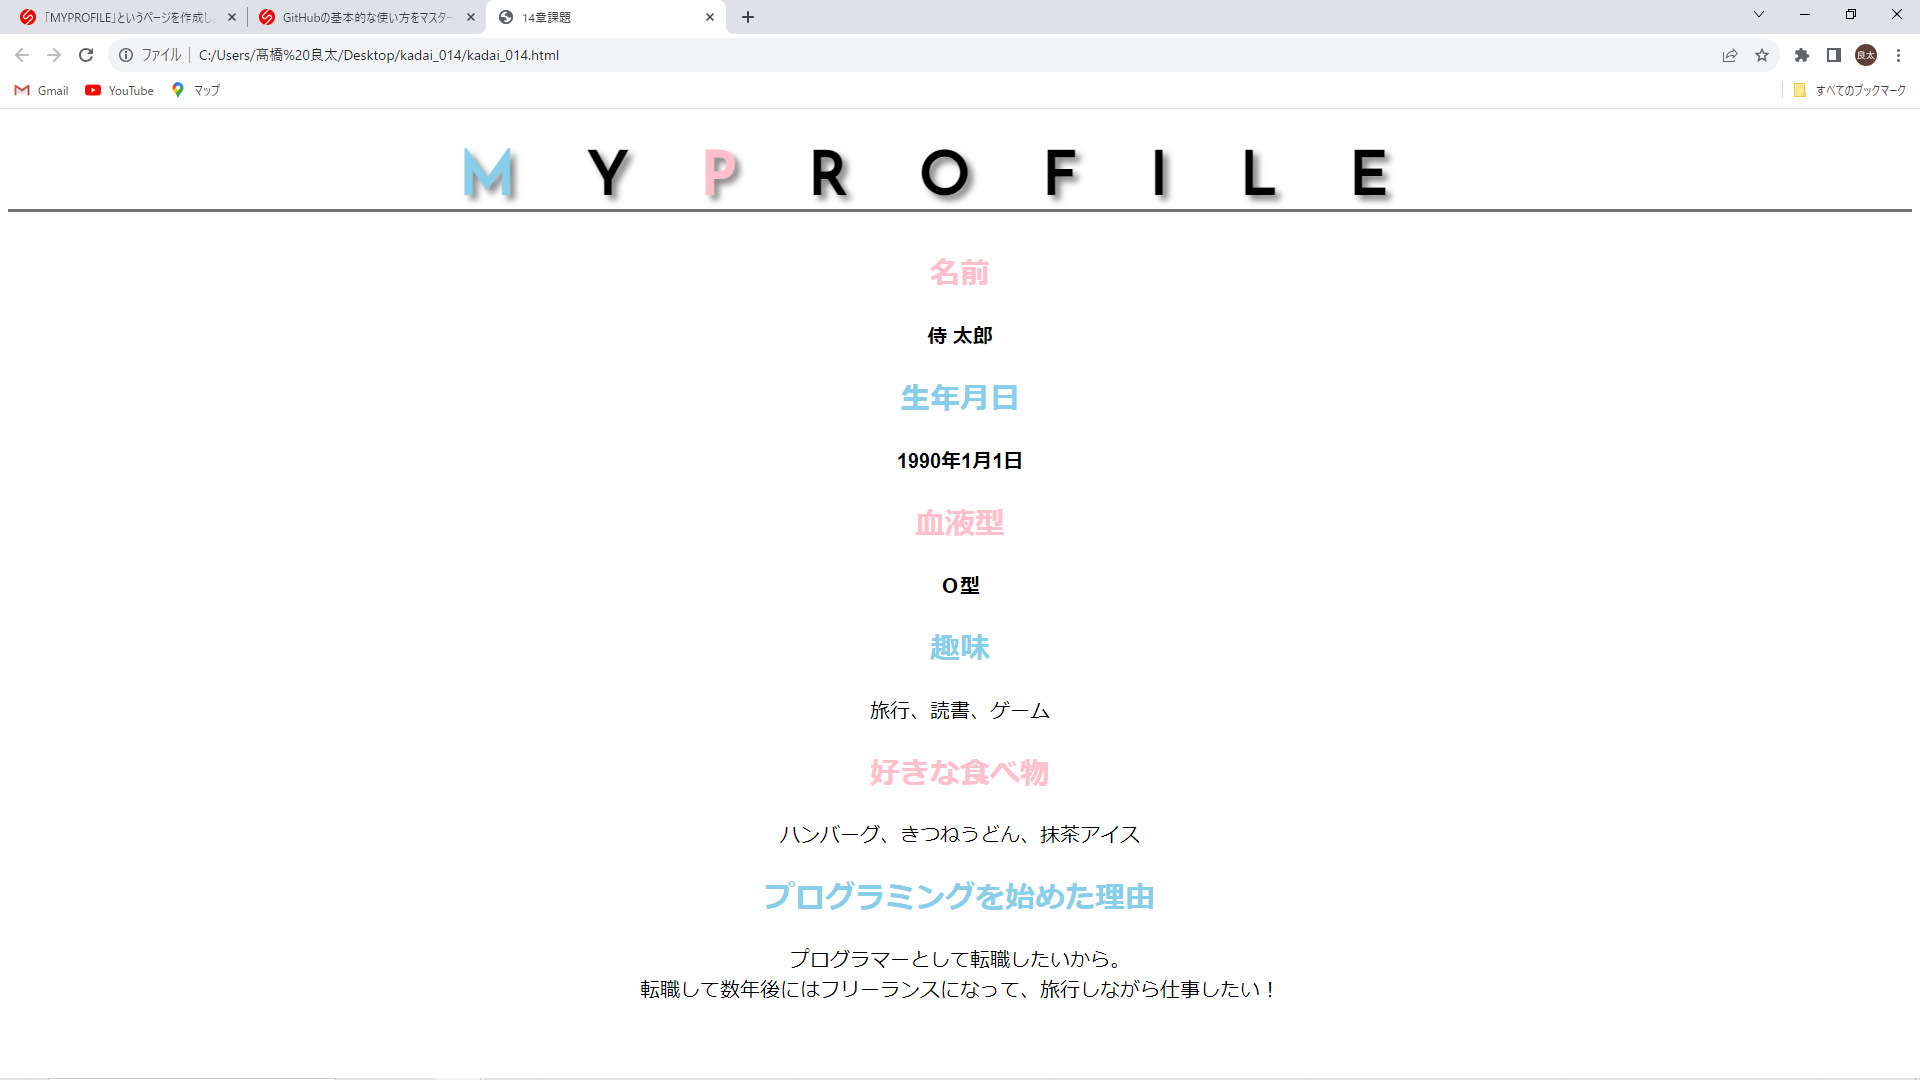 「MYPROFILE」というページを作成し
GitHubの基本的な使い方をマスター
14章課題
ファイル
C:/Users/髙橋%20良太/Desktop/kadai_014/kadai_014.html
良太
Gmail
YouTube
マップ
すべてのブックマーク
M Y P R O F I L E
名前
侍 太郎
生年月日
1990年1月1日
血液型
O型
趣味
旅行、読書、ゲーム
好きな食べ物
ハンバーグ、きつねうどん、抹茶アイス
プログラミングを始めた理由
プログラマーとして転職したいから。
転職して数年後にはフリーランスになって、旅行しながら仕事したい！